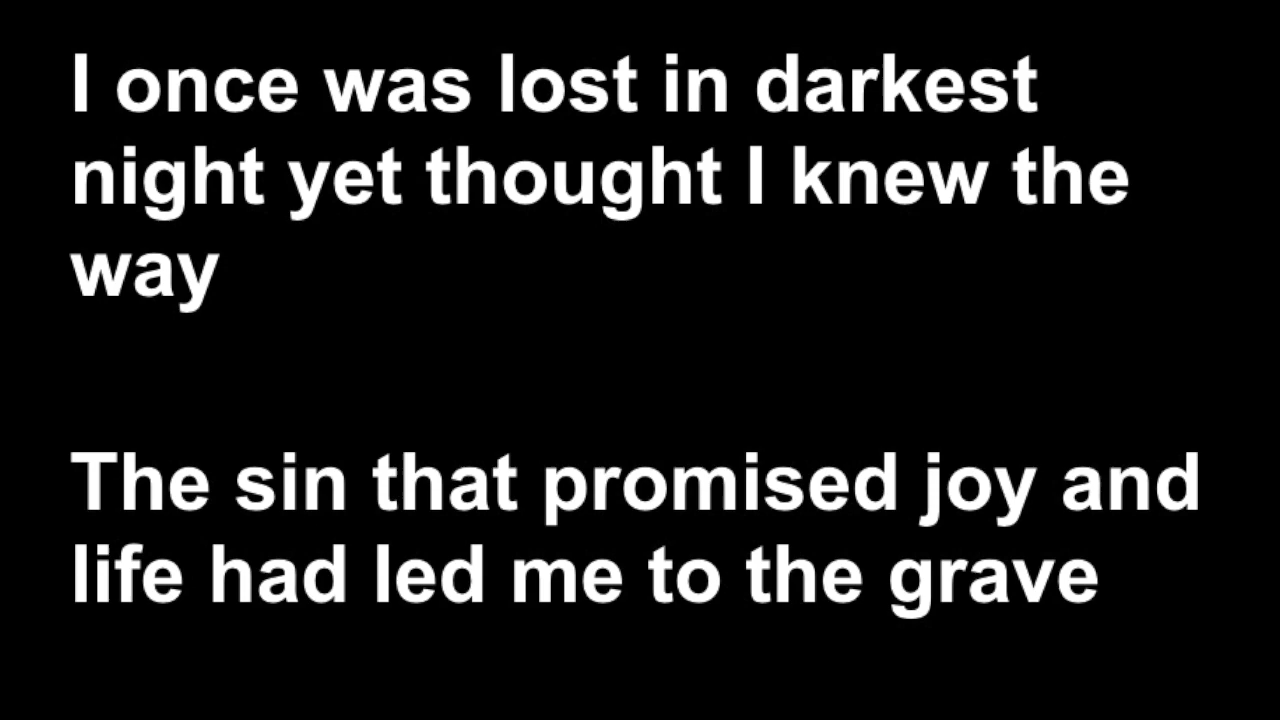 I once was lost in darkest
night yet thought I knew the
way
The sin that promised joy and
life had led me to the grave